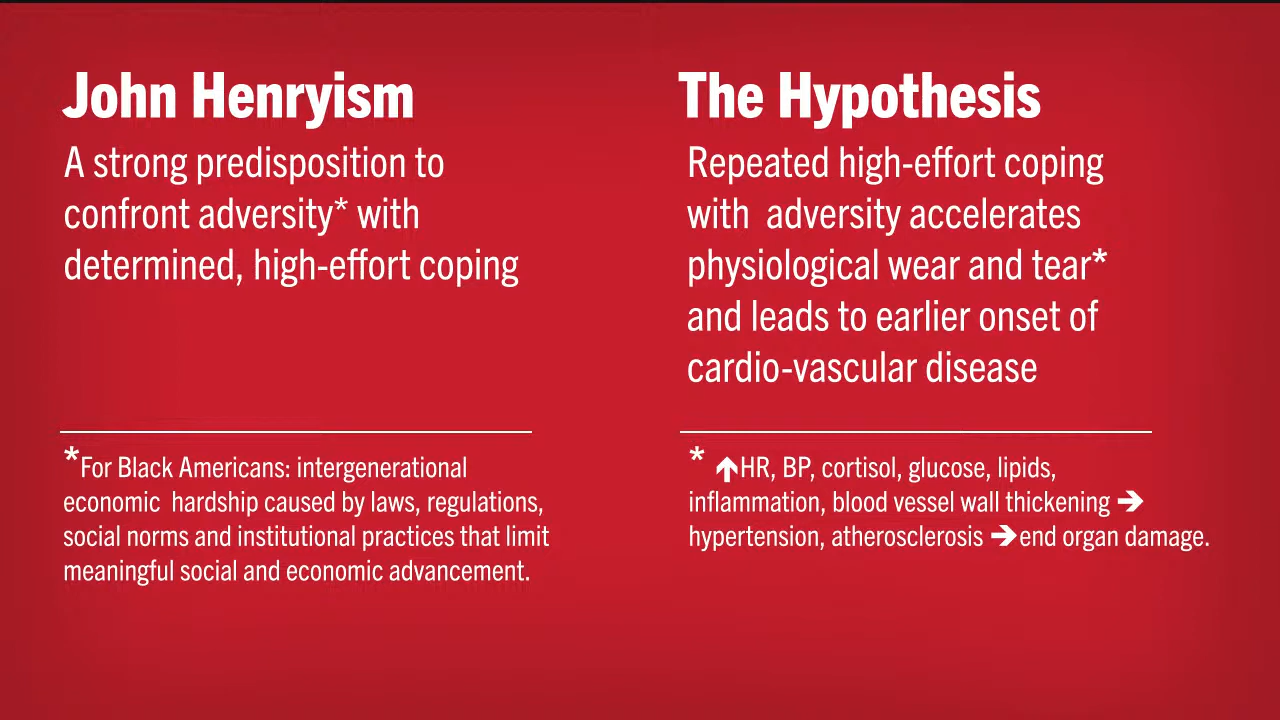 John Henryism
A strong predisposition to
confront adversity* with
determined, high-effort coping
*For Black Americans: intergenerational
economic hardship caused by laws, regulations,
social norms and institutional practices that limit
meaningful social and economic advancement.
The Hypothesis
Repeated high-effort coping
with adversity accelerates
physiological wear and tear*
and leads to earlier onset of
cardio-vascular disease
* ⬆HR, BP, cortisol, glucose, lipids,
inflammation, blood vessel wall thickening ➔
hypertension, atherosclerosis ➔end organ damage.